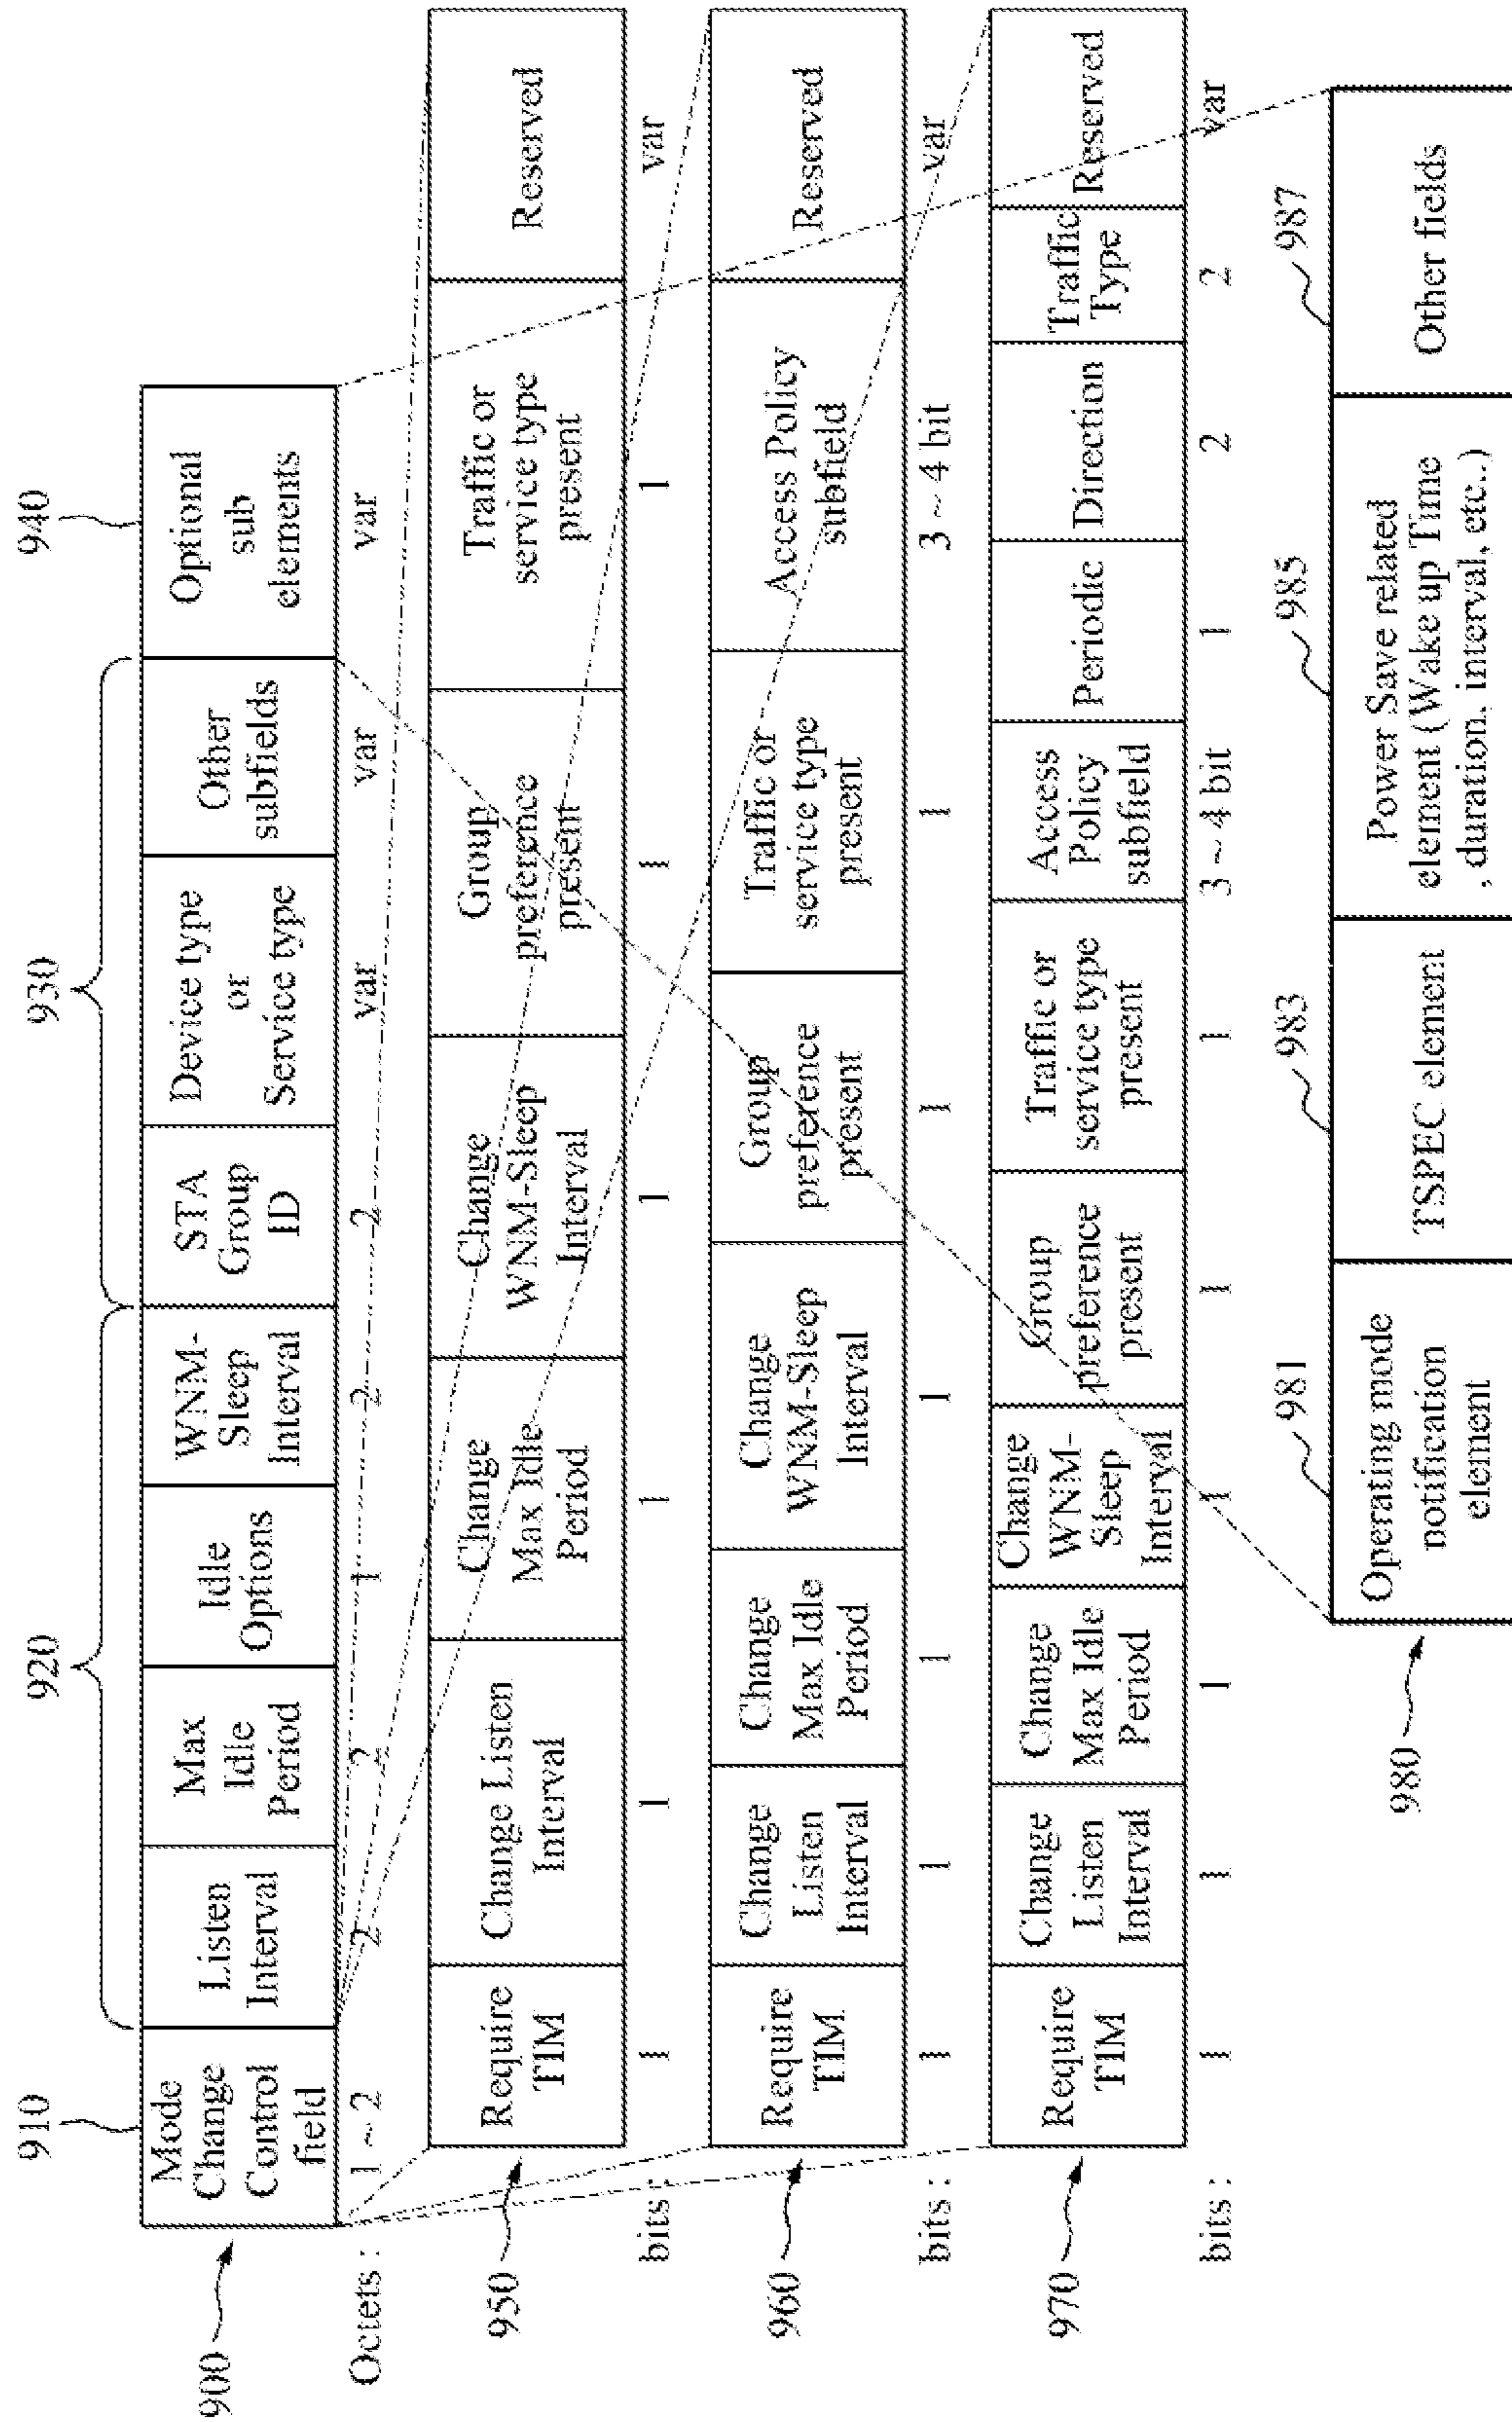 910
920
930
940
900
Mode
Change
Control
field
Listen
Interval
Max
Idle
Period
Idle
Options
WNM-
Sleep
Interval
STA
Group
ID
Device type
or
Service type
Other
subfields
Optional
sub
elements
Octets : 1 ~ 2 2 2 1 2 2 var var var
950
Require
TIM
Change Listen
Interval
Change
Max Idle
Period
Change
WNM-Sleep
Interval
Group
preference
present
Traffic or
service type
present
Reserved
bits : 1 1 1 1 1 1 var
960
Require
TIM
Change
Listen
Interval
Change
Max Idle
Period
Change
WNM-Sleep
Interval
Group
preference
present
Traffic or
service type
present
Access Policy
subfield
Reserved
bits : 1 1 1 1 1 1 3 ~ 4 bit var
970
Require
TIM
Change
Listen
Interval
Change
Max Idle
Period
Change
WNM-
Sleep
Interval
Group
preference
present
Traffic or
service type
present
Access
Policy
subfield
Periodic
Direction
Traffic
Type
Reserved
bits : 1 1 1 1 1 1 3 ~ 4 bit 1 2 2 var
980
981
983
985
987
Operating mode
notification
element
TSPEC element
Power Save related
element (Wake up Time
, duration, interval, etc..)
Other fields